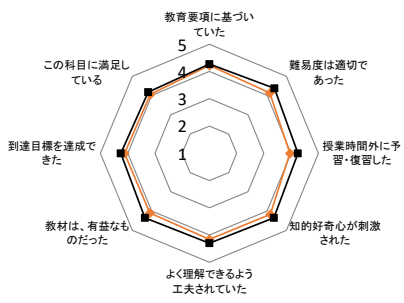 教育要項に基づい
ていた
難易度は適切で
あった
授業時間外に予
習・復習した
知的好奇心が刺激
された
よく理解できるよう
工夫されていた
教材は、有益なも
のだった
到達目標を達成で
きた
この科目に満足し
ている
5
4
3
2
1